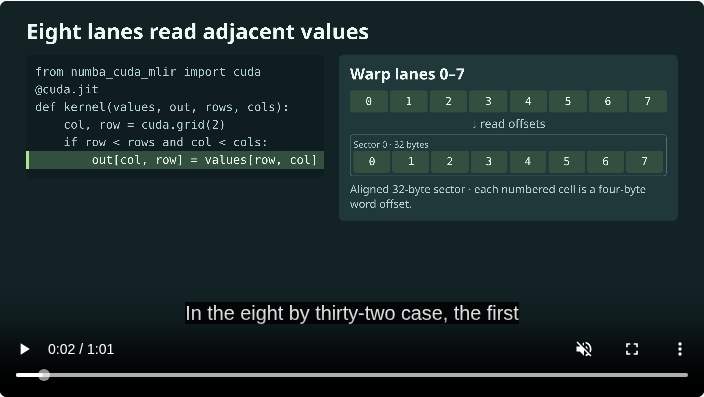 Eight lanes read adjacent values
from numba_cuda_mlir import cuda
@cuda.jit
def kernel(values, out, rows, cols):
    col, row = cuda.grid(2)
    if row < rows and col < cols:
        out[col, row] = values[row, col]
Warp lanes 0–7
0 1 2 3 4 5 6 7
↓ read offsets
Sector 0 · 32 bytes
0 1 2 3 4 5 6 7
Aligned 32-byte sector · each numbered cell is a four-byte
word offset.
In the eight by thirty-two case, the first
0:02 / 1:01